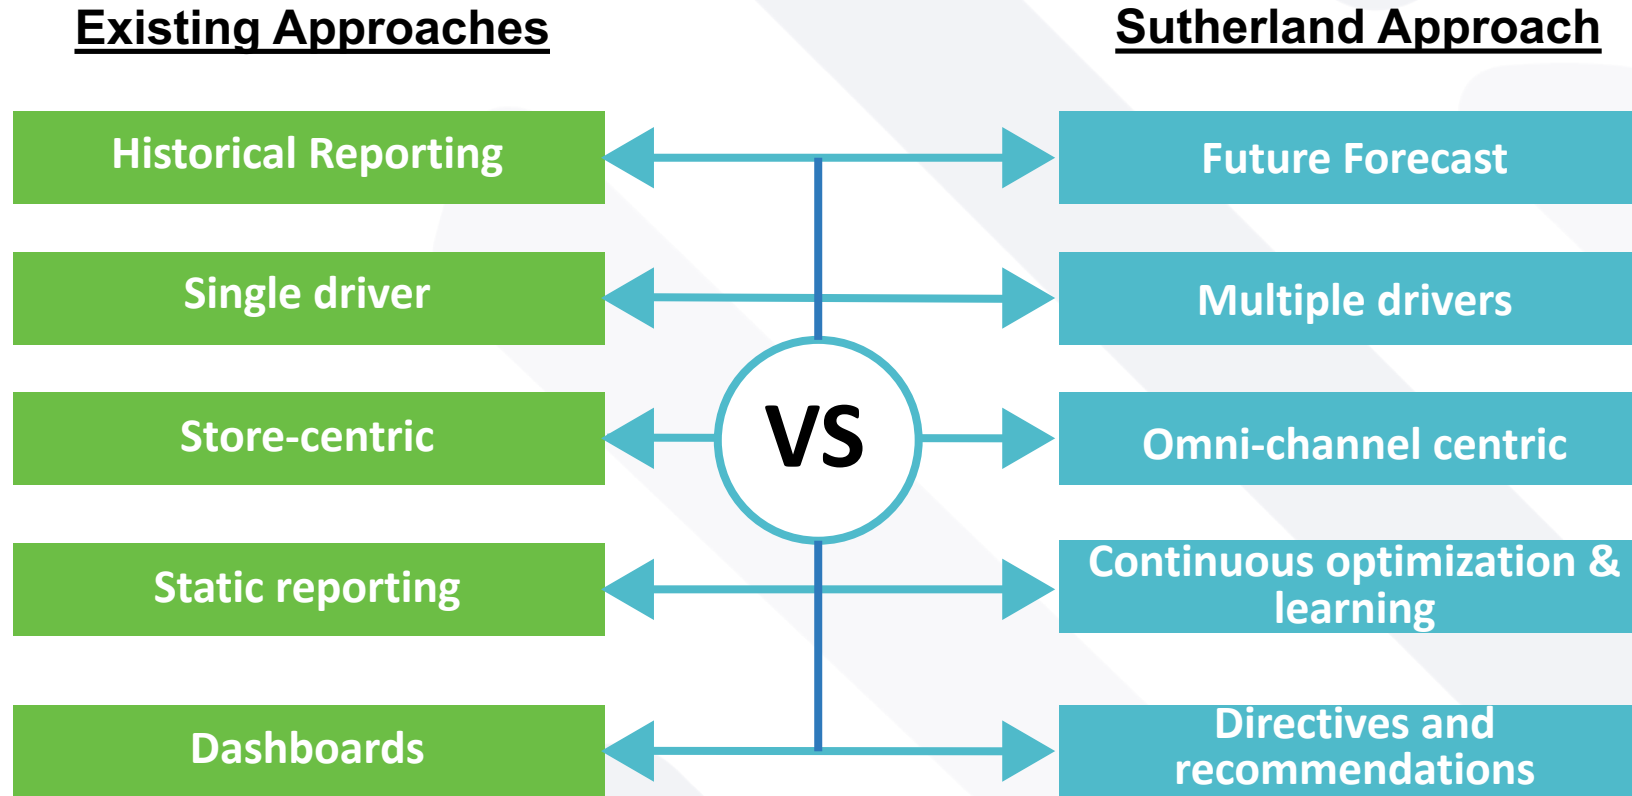 Existing Approaches
Sutherland Approach
Historical Reporting
Future Forecast
Single driver
Multiple drivers
Store-centric
VS
Omni-channel centric
Static reporting
Continuous optimization &
learning
Dashboards
Directives and
recommendations